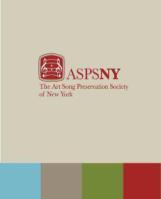 ASPSNY
The Art Song Preservation Society
of New York